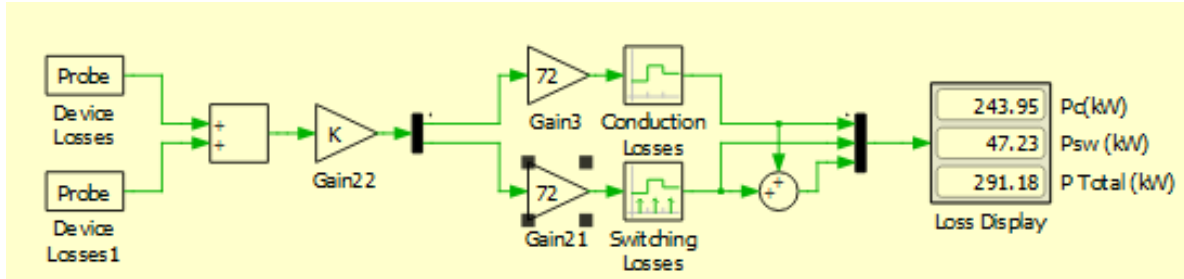 Probe
Device
Losses
Probe
Device
Losses1
+
+
K
Gain22
72
Gain3
Conduction
Losses
72
Gain21
Switching
Losses
+
+
243.95 Pc(kW)
47.23 Psw (kW)
291.18 P Total (kW)
Loss Display